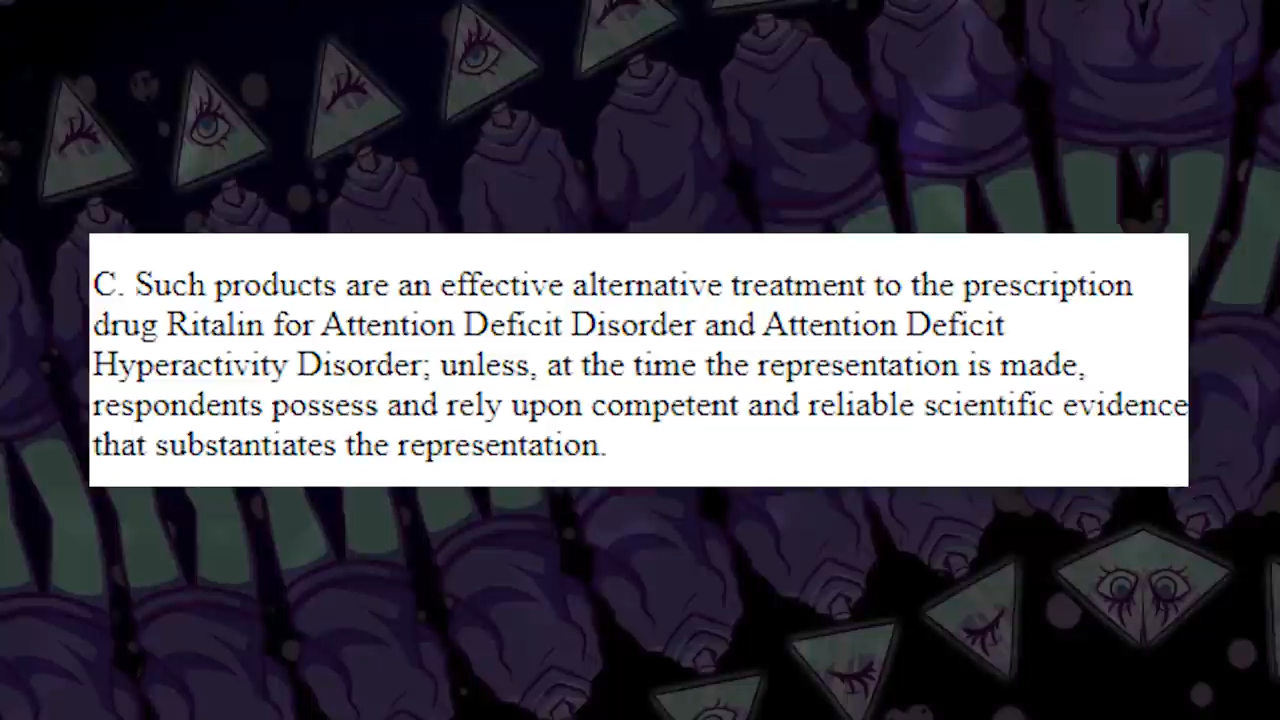 C. Such products are an effective alternative treatment to the prescription
drug Ritalin for Attention Deficit Disorder and Attention Deficit
Hyperactivity Disorder; unless, at the time the representation is made,
respondents possess and rely upon competent and reliable scientific evidence
that substantiates the representation.